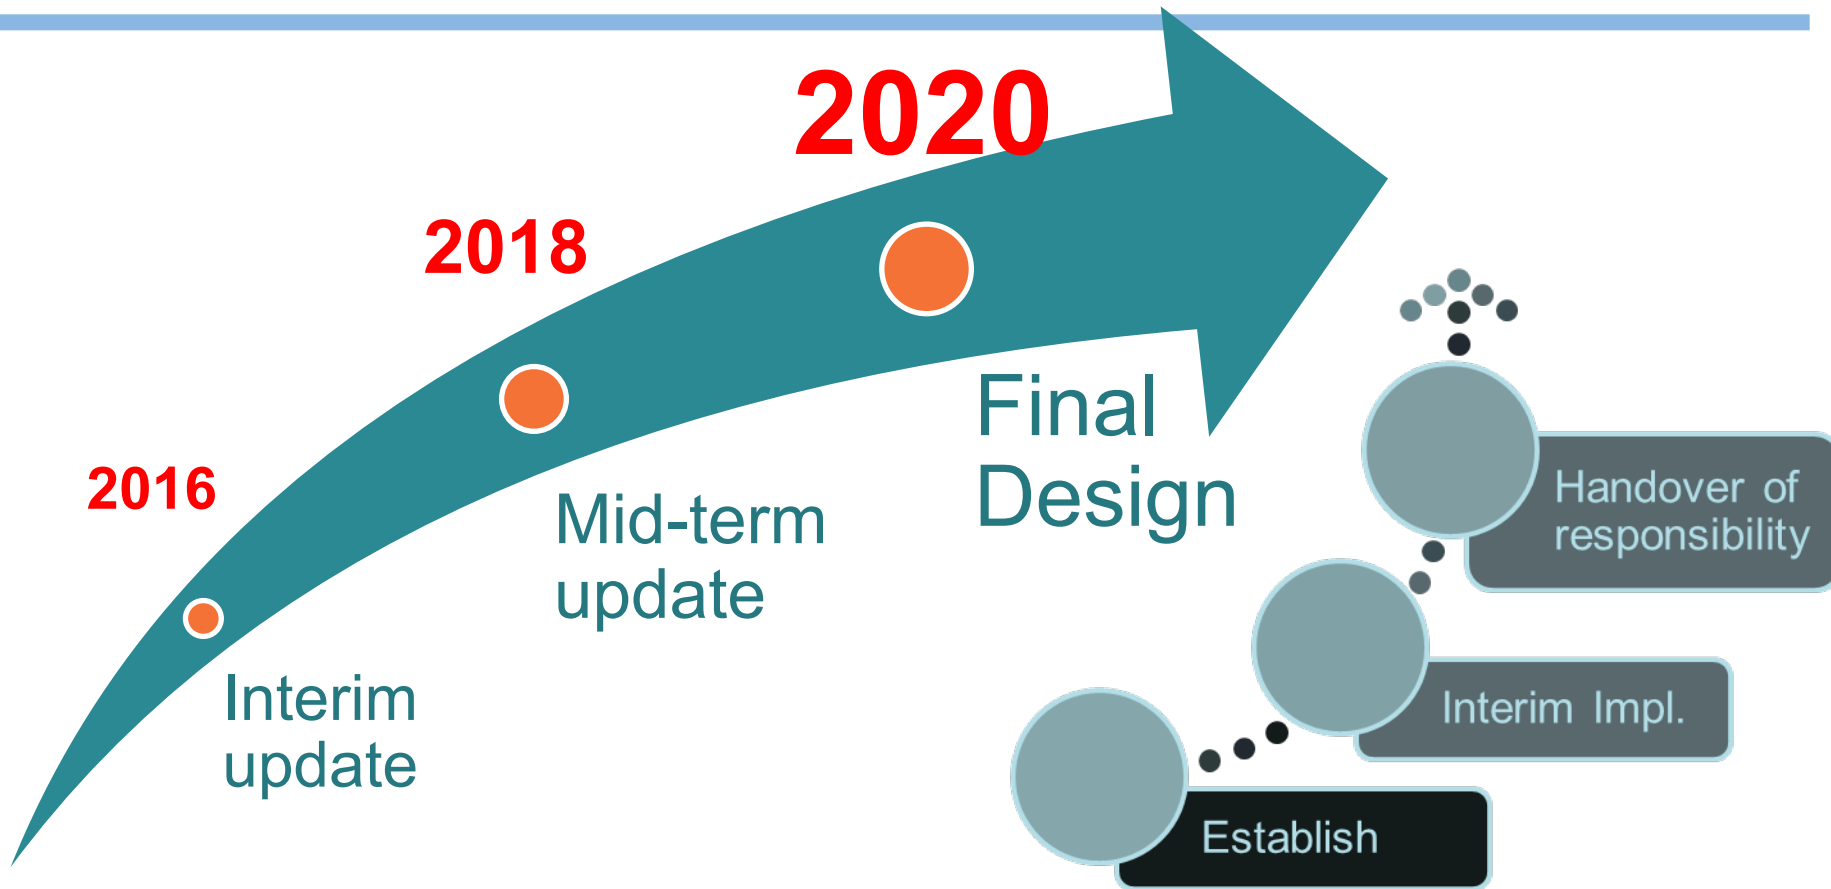 2020
2018
2016
Final
Design
Mid-term
update
Interim
update
Handover of
responsibility
Interim Impl.
Establish